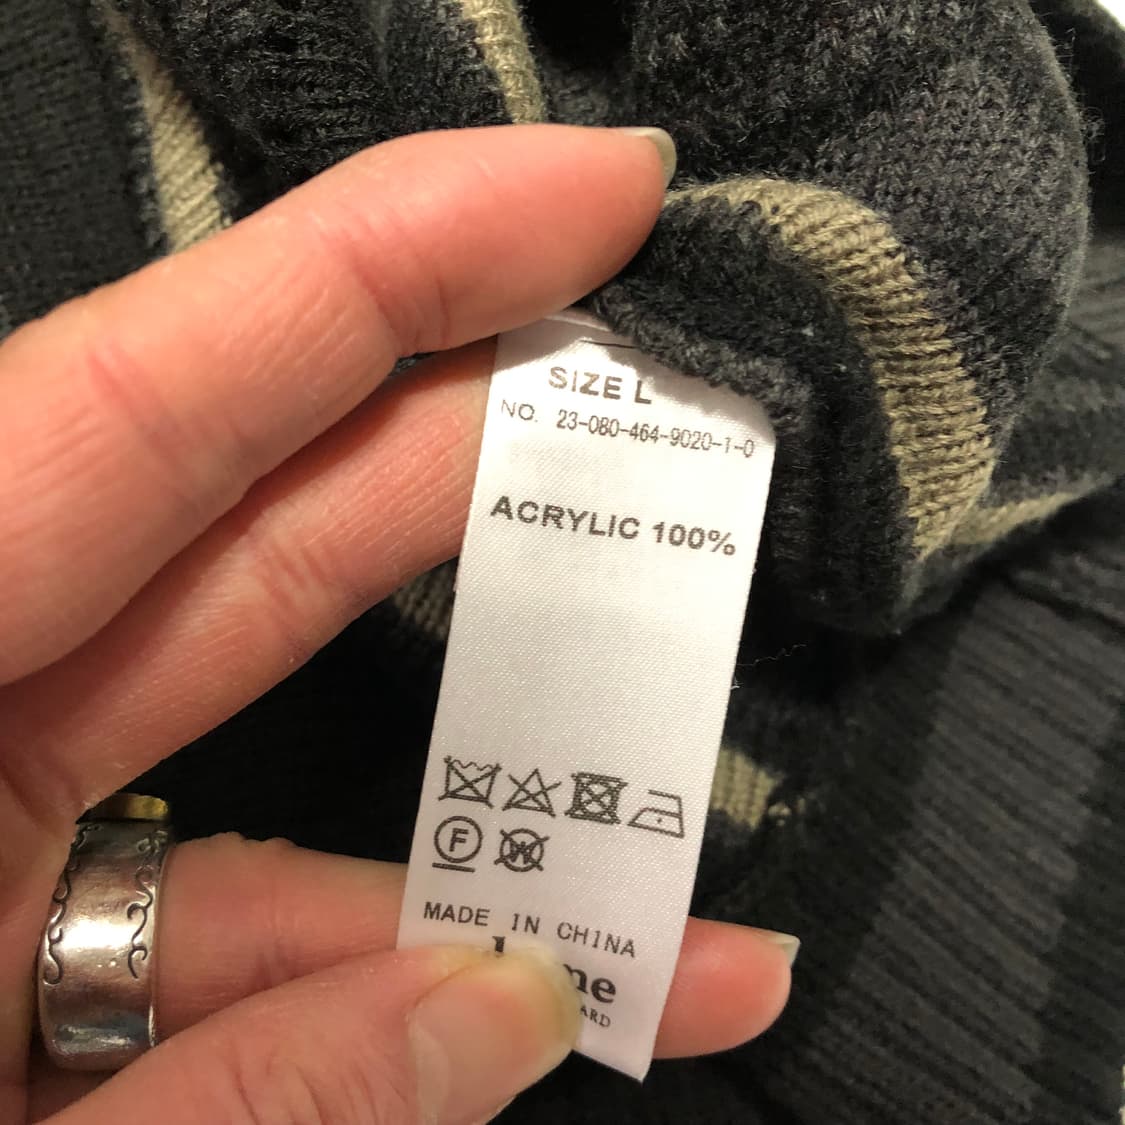 SIZE L
NO. 23-080-464-9020-1-0
ACRYLIC 100%
F
W
MADE IN CHINA